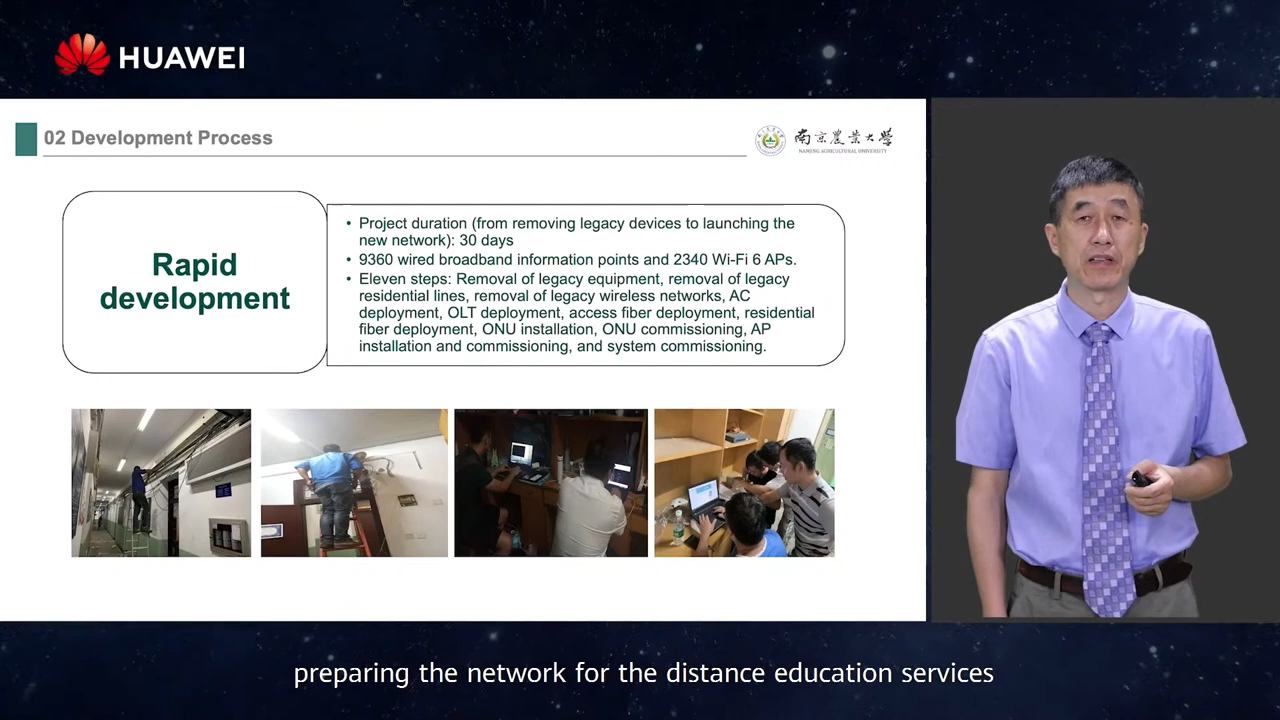 HUAWEI
02 Development Process
南京農業大學
NANJING AGRICULTURAL UNIVERSITY
Rapid
development
• Project duration (from removing legacy devices to launching the
new network): 30 days
• 9360 wired broadband information points and 2340 Wi-Fi 6 APs.
• Eleven steps: Removal of legacy equipment, removal of legacy
residential lines, removal of legacy wireless networks, AC
deployment, OLT deployment, access fiber deployment, residential
fiber deployment, ONU installation, ONU commissioning, AP
installation and commissioning, and system commissioning.
preparing the network for the distance education services